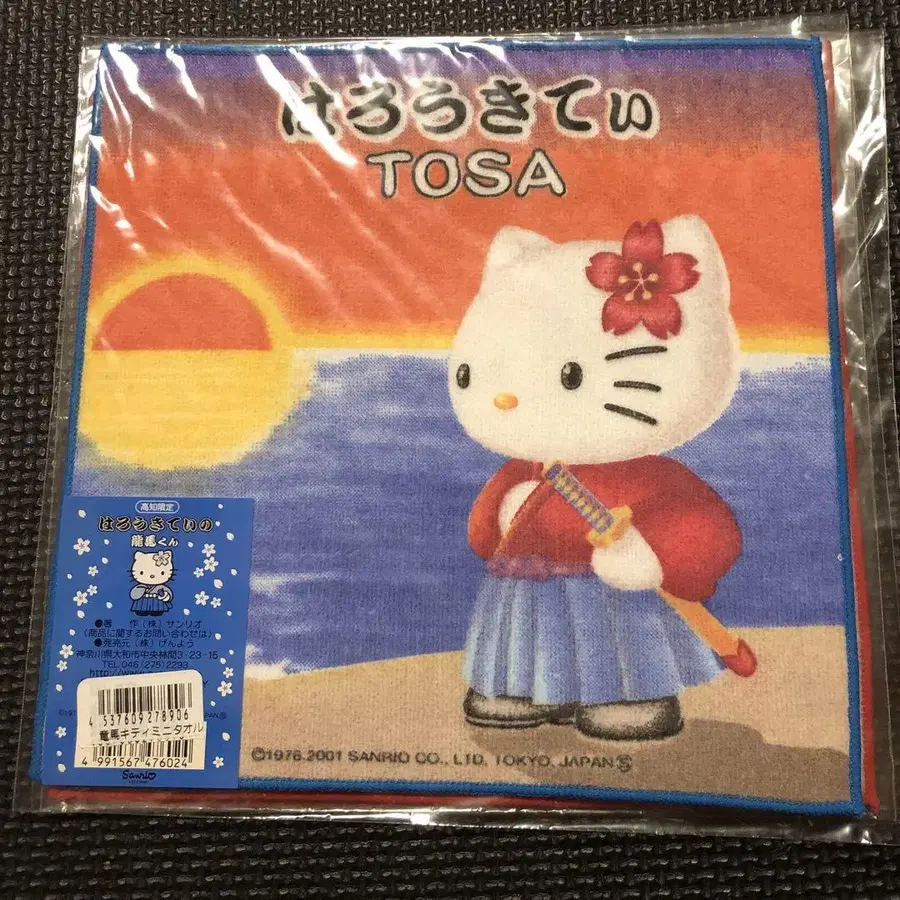 はろうきてぃ
TOSA
高知限定
はろうきてぃの
龍馬くん
●著 作(株)サンリオ
(商品に関するお問い合わせは)
●発売元(株)げんよう
神奈川県大和市中央林間3-23-15
TEL.046(275)2293
http://www
4 537609 278906
竜馬キティミニタオル
4 991567 476024
Sanrio
©1976.2001 SANRIO CO., LTD. TOKYO, JAPAN Ⓢ